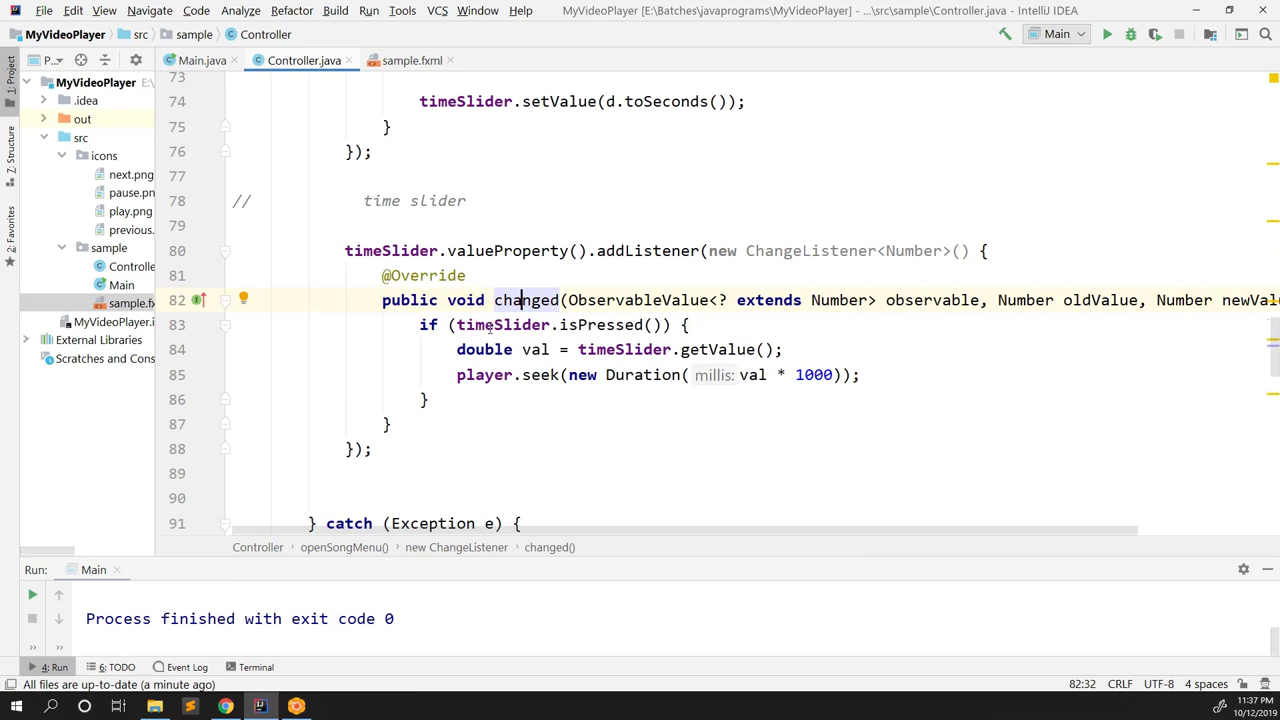 File Edit View Navigate Code Analyze Refactor Build Run Tools VCS Window Help MyVideoPlayer [E:\Batches\javaprograms\MyVideoPlayer] - ...\src\sample\Controller.java - IntelliJ IDEA
MyVideoPlayer src sample Controller Main
P... Main.java Controller.java sample.fxml
1: Project
Z: Structure
2: Favorites
MyVideoPlayer E:\
.idea
out
src
icons
next.png
pause.pn
play.png
previous.
sample
Controlle
Main
sample.fx
MyVideoPlayer.i
External Libraries
Scratches and Cons
73
74 timeSlider.setValue(d.toSeconds());
75 }
76 });
77
78 // time slider
79
80 timeSlider.valueProperty().addListener(new ChangeListener<Number>() {
81 @Override
82 public void changed(ObservableValue<? extends Number> observable, Number oldValue, Number newValu
83 if (timeSlider.isPressed()) {
84 double val = timeSlider.getValue();
85 player.seek(new Duration( millis: val * 1000));
86 }
87 }
88 });
89
90
91 } catch (Exception e) {
Controller openSongMenu() new ChangeListener changed()
Run: Main
Process finished with exit code 0
4: Run 6: TODO Event Log Terminal
All files are up-to-date (a minute ago) 82:32 CRLF UTF-8 4 spaces
11:37 PM
10/12/2019